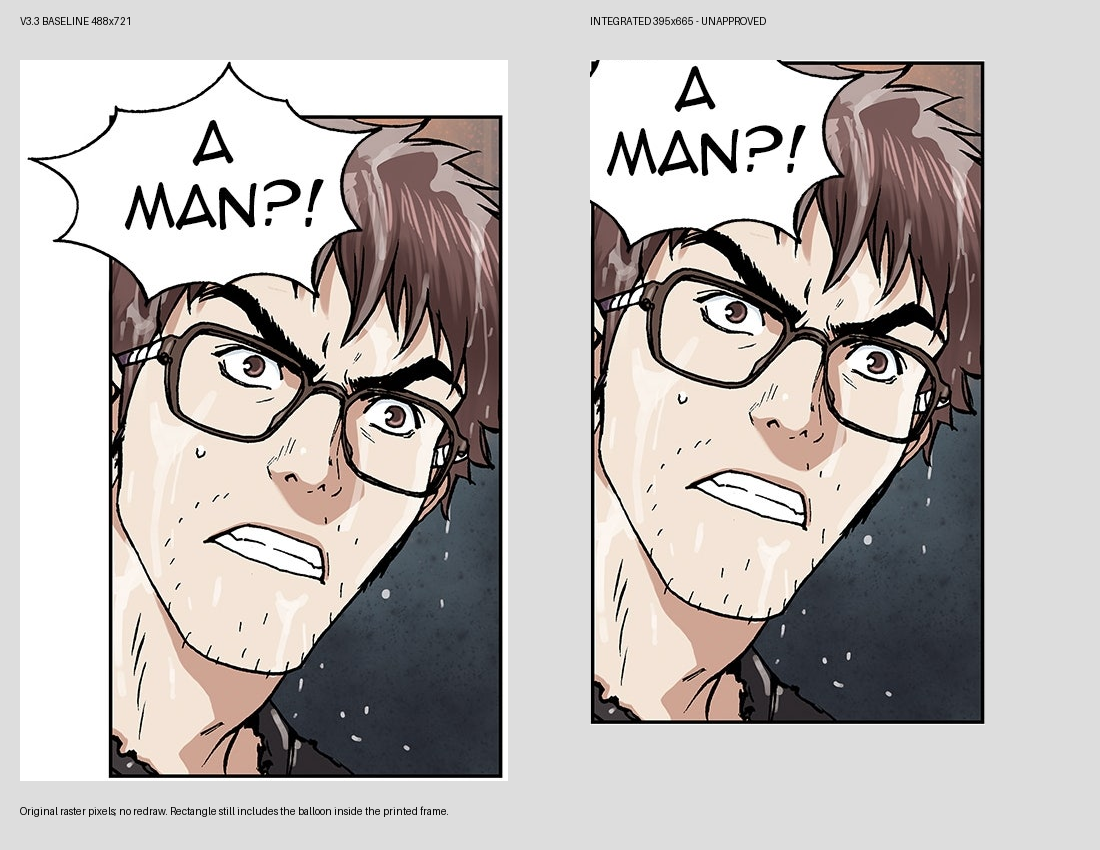 V3.3 BASELINE 488x721
INTEGRATED 395x665 - UNAPPROVED
A
MAN?!
A
MAN?!
Original raster pixels; no redraw. Rectangle still includes the balloon inside the printed frame.